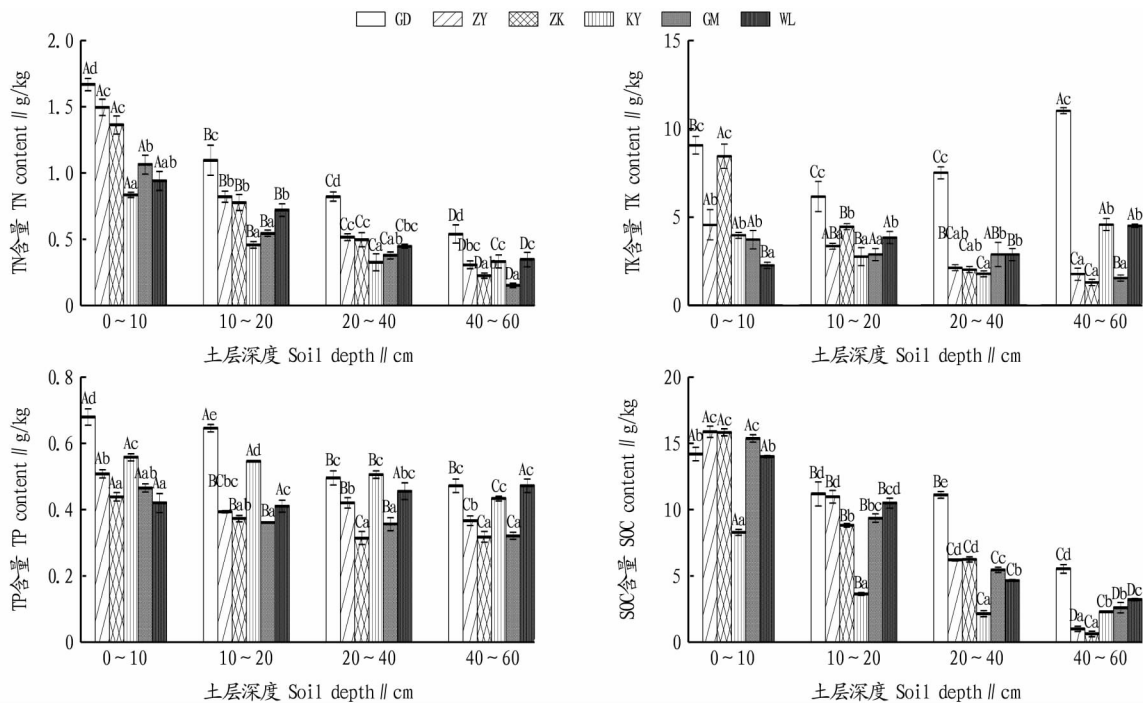 GD ZY ZK KY GM WL
TN含量 TN content // g/kg
2.0
1.5
1.0
0.5
0
Ad Ac Ac Aa Ab Aab
Bc Bb Bb Ba Ba Bb
Cd Cc Cc Ca Cab Cbc
Dd Dbc Dab Cc Da Dc
0~10 10~20 20~40 40~60
土层深度 Soil depth // cm
TK含量 TK content // g/kg
15
10
5
0
Bc Ab Ac Ab Ab Ba
Cc ABa Bb Ba Aa Ab
Cc BCab Cab Ca ABb Bb
Ac Ca Ca Ab Ba Ab
0~10 10~20 20~40 40~60
土层深度 Soil depth // cm
TP含量 TP content // g/kg
0.8
0.6
0.4
0.2
0
Ad Ab Aa Ac Aab Aa
Ae BCbc Bab Ad Ba Ac
Bc Bb Ca Bc Ba Abc
Bc Cb Ca Cc Ca Ac
0~10 10~20 20~40 40~60
土层深度 Soil depth // cm
SOC含量 SOC content // g/kg
20
15
10
5
0
Ab Ac Ac Aa Ac Ab
Bd Bd Bb Ba Bbc Bcd
Be Cd Cd Ca Cc Cb
Cd Da Ca Cb Db Dc
0~10 10~20 20~40 40~60
土层深度 Soil depth // cm